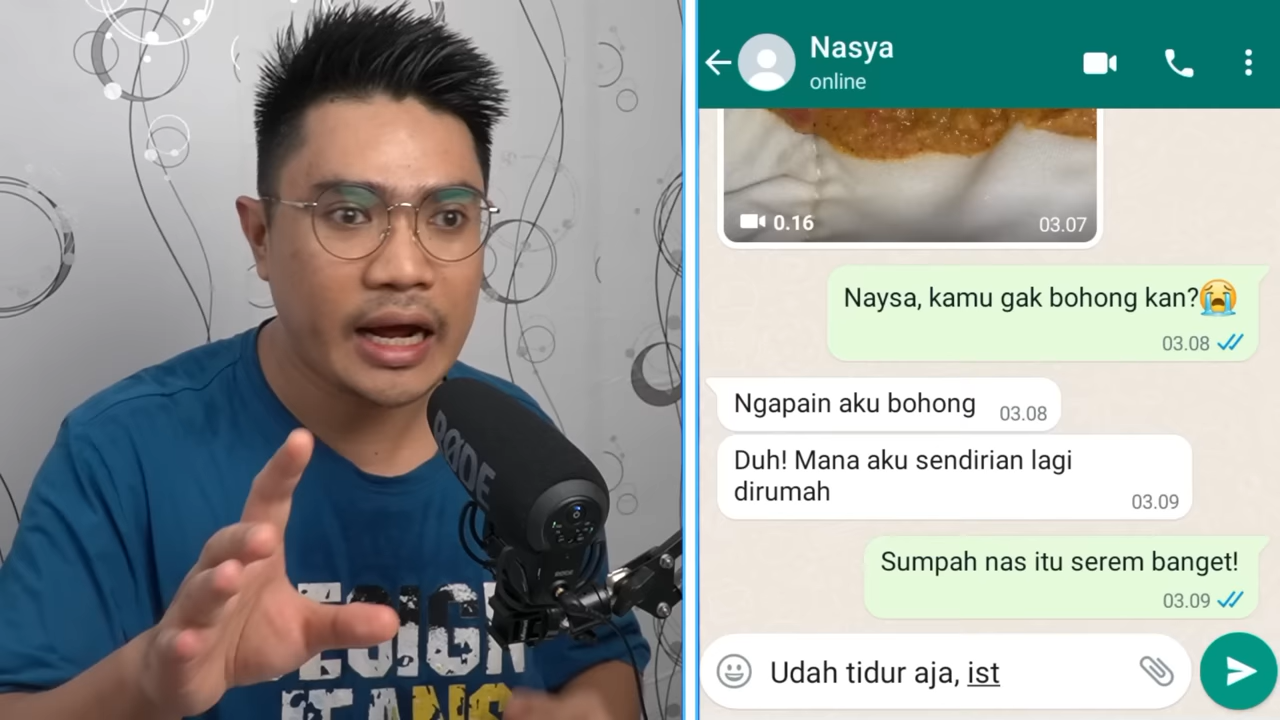 RØDE
DESIGN
JEANS
Nasya
online
0.16
03.07
Naysa, kamu gak bohong kan?😭
03.08
Ngapain aku bohong
03.08
Duh! Mana aku sendirian lagi
dirumah
03.09
Sumpah nas itu serem banget!
03.09
Udah tidur aja, ist